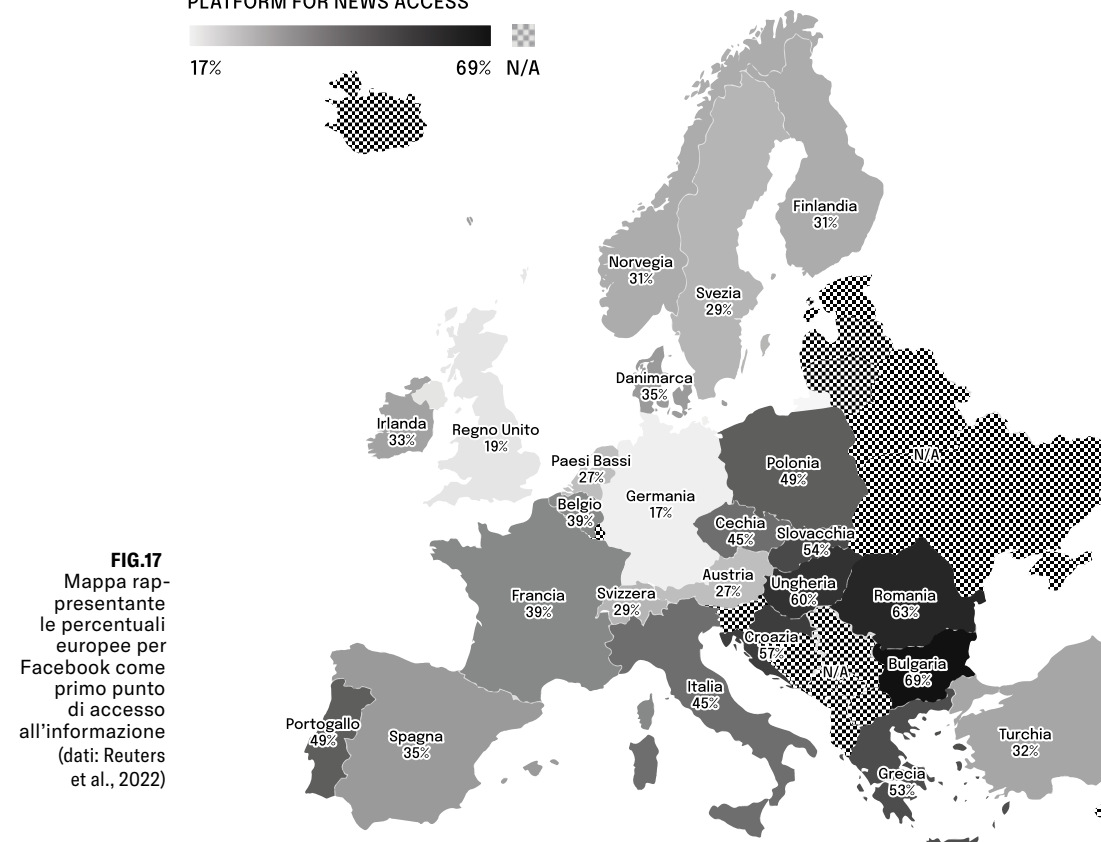 PLATFORM FOR NEWS ACCESS
17%
69%
N/A
Finlandia
31%
Norvegia
31%
Svezia
29%
Danimarca
35%
Irlanda
33%
Regno Unito
19%
Paesi Bassi
27%
Polonia
49%
N/A
Germania
17%
Belgio
39%
Cechia
45%
Slovacchia
54%
Austria
27%
Ungheria
60%
Francia
39%
Svizzera
29%
Romania
63%
Croazia
57%
N/A
Bulgaria
69%
Italia
45%
Portogallo
49%
Spagna
35%
Turchia
32%
Grecia
53%
FIG.17
Mappa rap-
presentante
le percentuali
europee per
Facebook come
primo punto
di accesso
all'informazione
(dati: Reuters
et al., 2022)